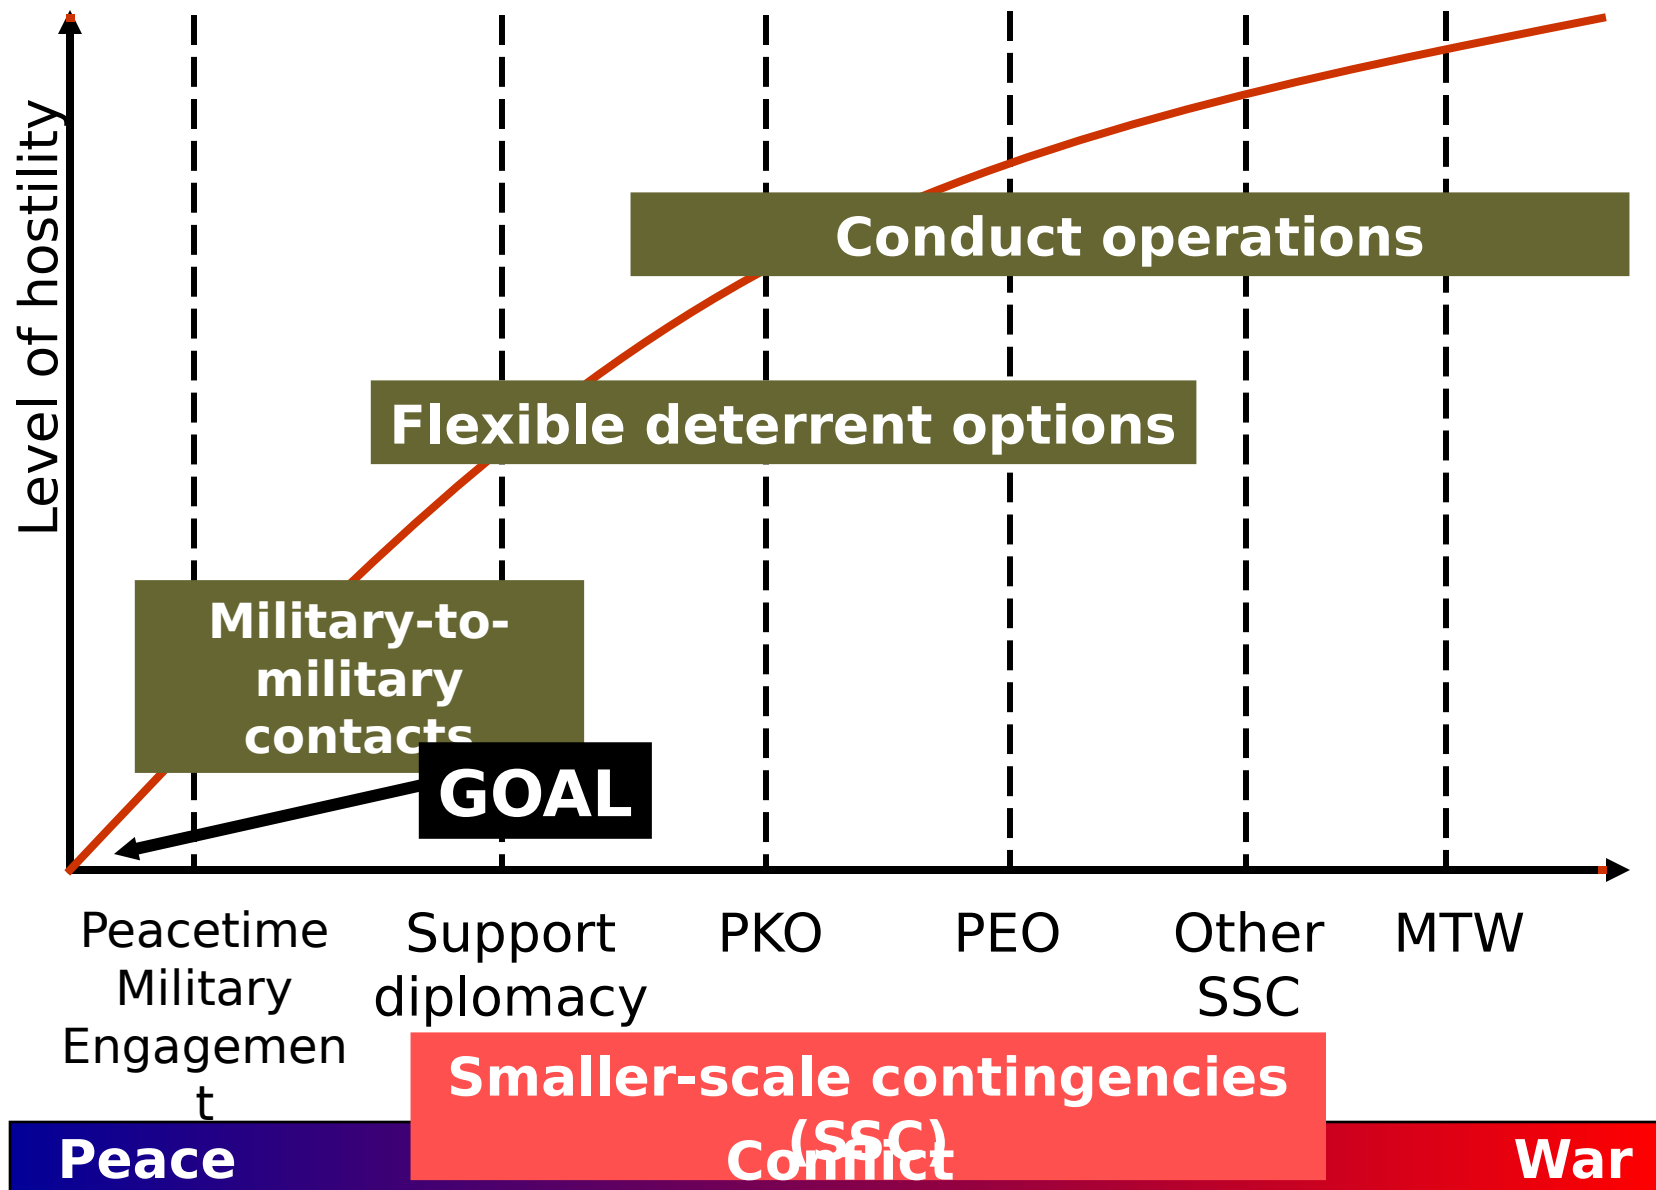 Level of hostility
Conduct operations
Flexible deterrent options
Military-to-
military
contacts
GOAL
Peacetime
Military
Engagemen
t
Support
diplomacy
PKO
PEO
Other
SSC
MTW
Smaller-scale contingencies
(SSC)
Peace
Conflict
War